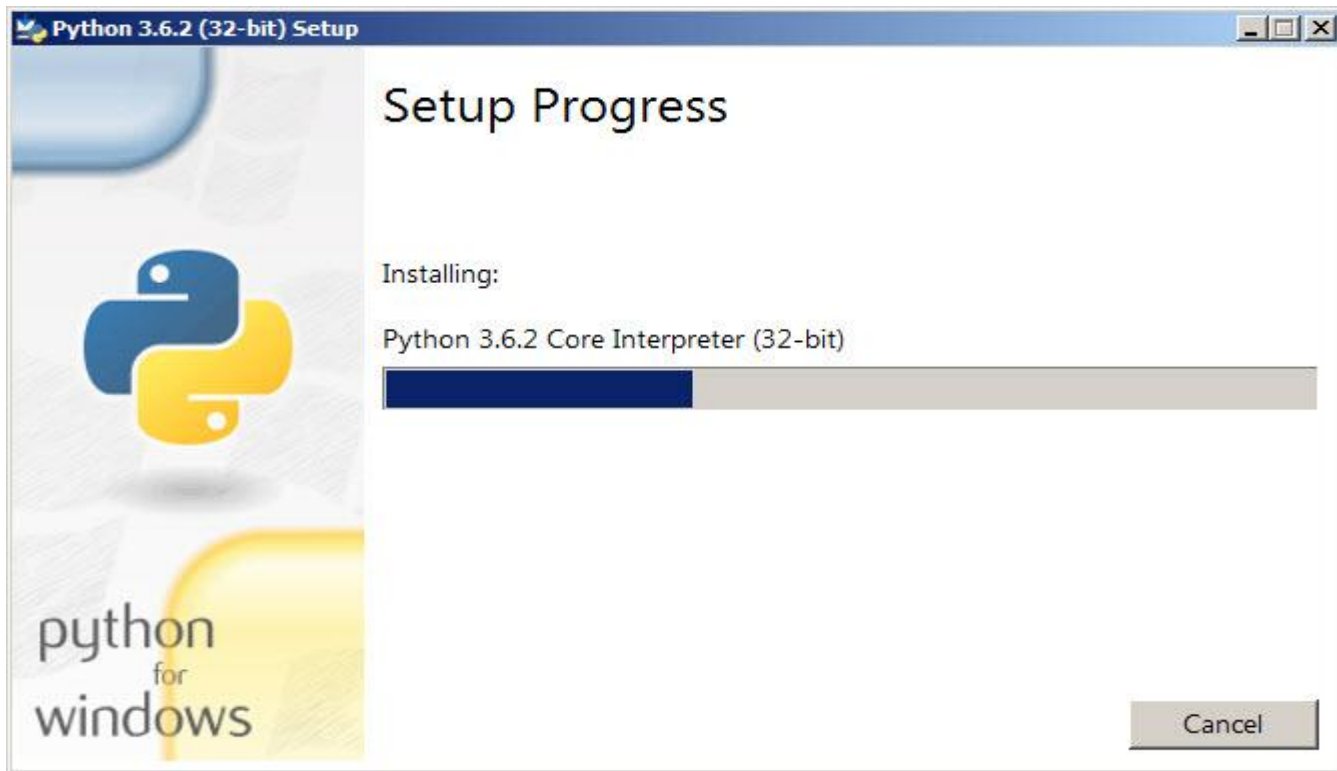 Python 3.6.2 (32-bit) Setup
Setup Progress
Installing:
Python 3.6.2 Core Interpreter (32-bit)
python
for
windows
Cancel